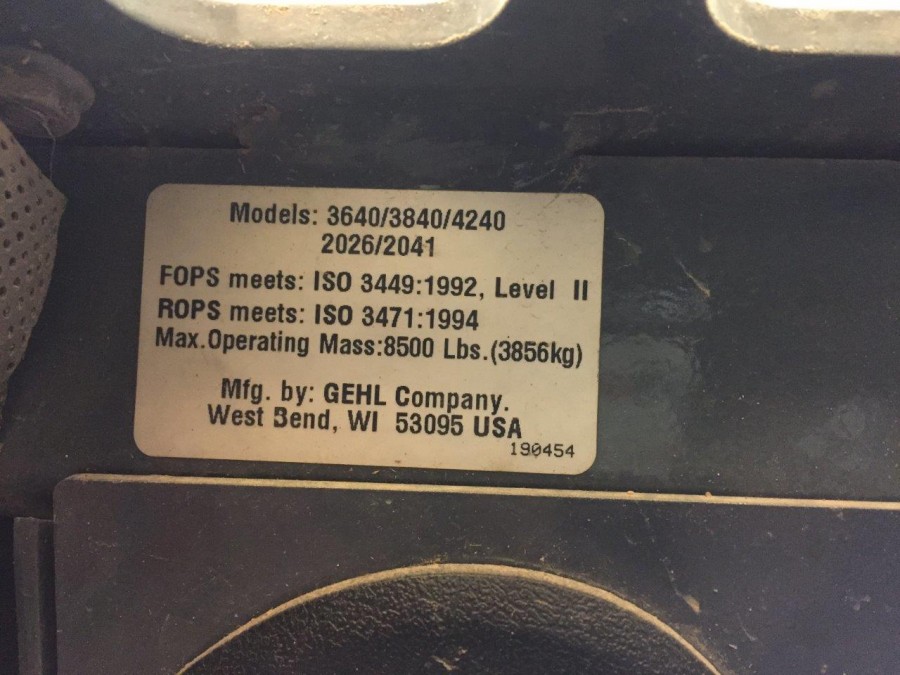 Models: 3640/3840/4240
2026/2041
FOPS meets: ISO 3449:1992, Level II
ROPS meets: ISO 3471:1994
Max.Operating Mass:8500 Lbs.(3856kg)
Mfg. by: GEHL Company.
West Bend, WI 53095 USA
190454